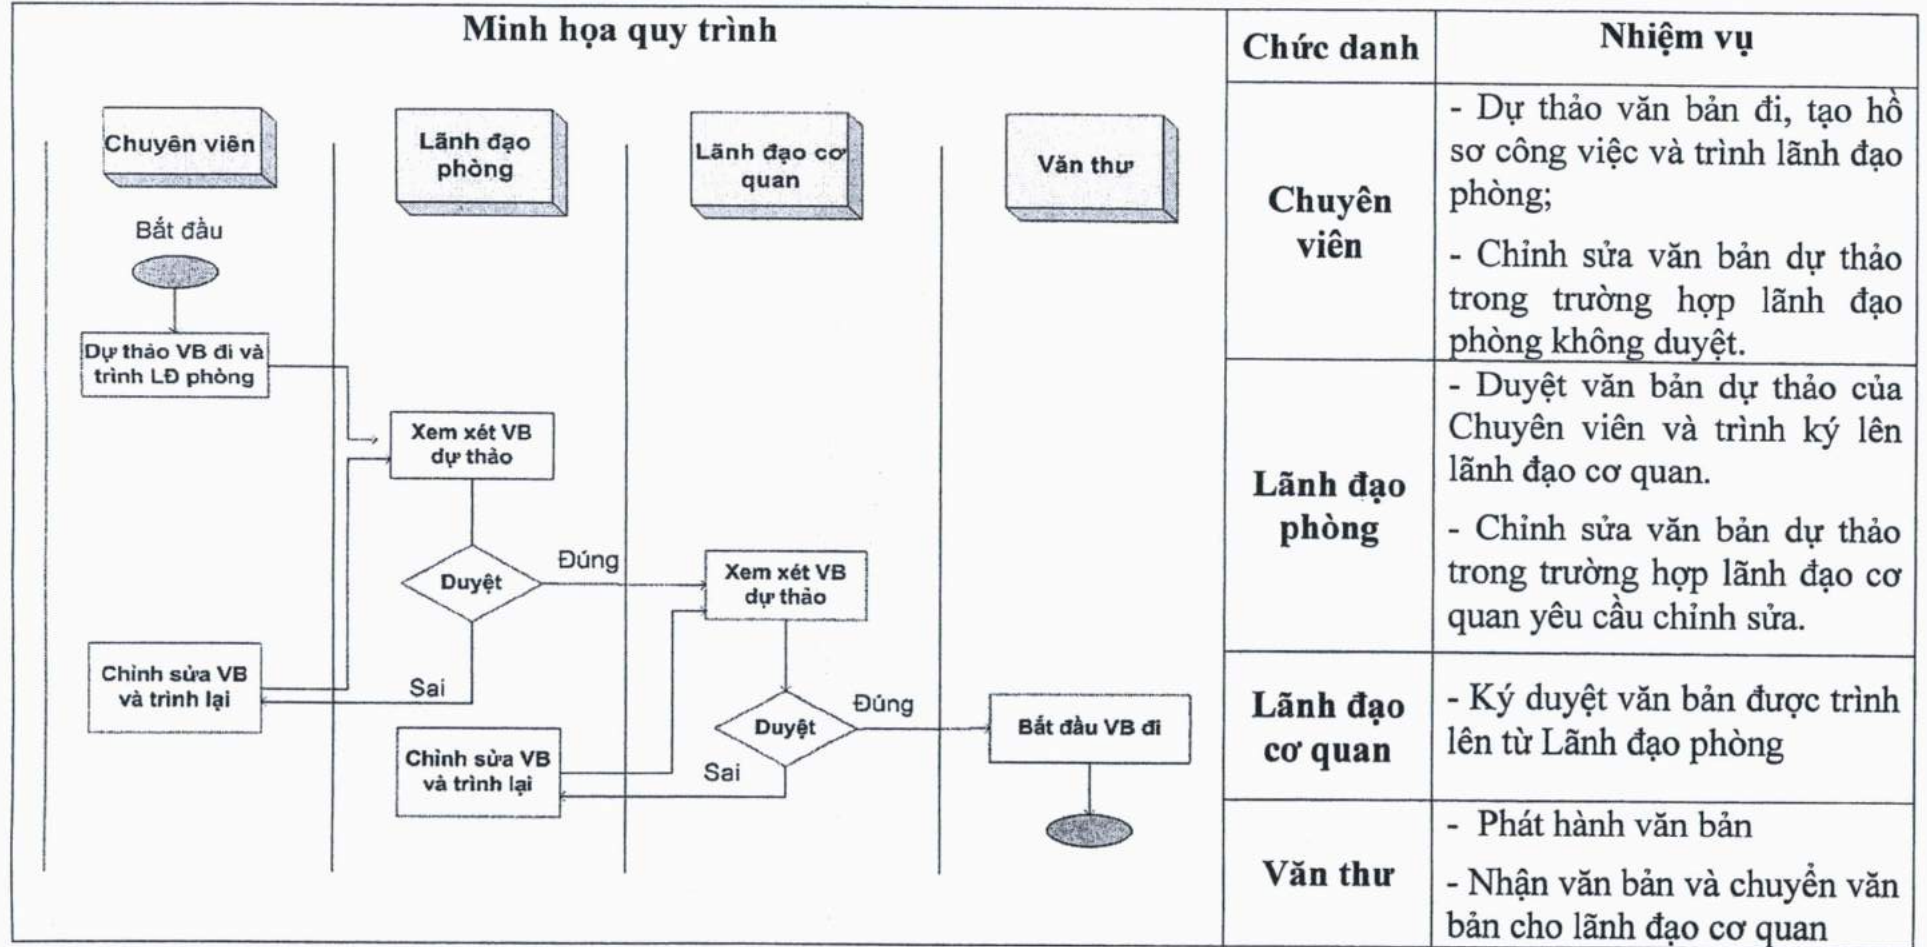 Minh họa quy trình
Chuyên viên
Lãnh đạo
phòng
Lãnh đạo cơ
quan
Văn thư
Bắt đầu
Dự thảo VB đi và
trình LĐ phòng
Xem xét VB
dự thảo
Duyệt
Đúng
Sai
Chỉnh sửa VB
và trình lại
Xem xét VB
dự thảo
Duyệt
Đúng
Sai
Chỉnh sửa VB
và trình lại
Bắt đầu VB đi
Chức danh
Nhiệm vụ
Chuyên
viên
- Dự thảo văn bản đi, tạo hồ
sơ công việc và trình lãnh đạo
phòng;
- Chỉnh sửa văn bản dự thảo
trong trường hợp lãnh đạo
phòng không duyệt.
Lãnh đạo
phòng
- Duyệt văn bản dự thảo của
Chuyên viên và trình ký lên
lãnh đạo cơ quan.
- Chỉnh sửa văn bản dự thảo
trong trường hợp lãnh đạo cơ
quan yêu cầu chỉnh sửa.
Lãnh đạo
cơ quan
- Ký duyệt văn bản được trình
lên từ Lãnh đạo phòng
Văn thư
- Phát hành văn bản
- Nhận văn bản và chuyển văn
bản cho lãnh đạo cơ quan